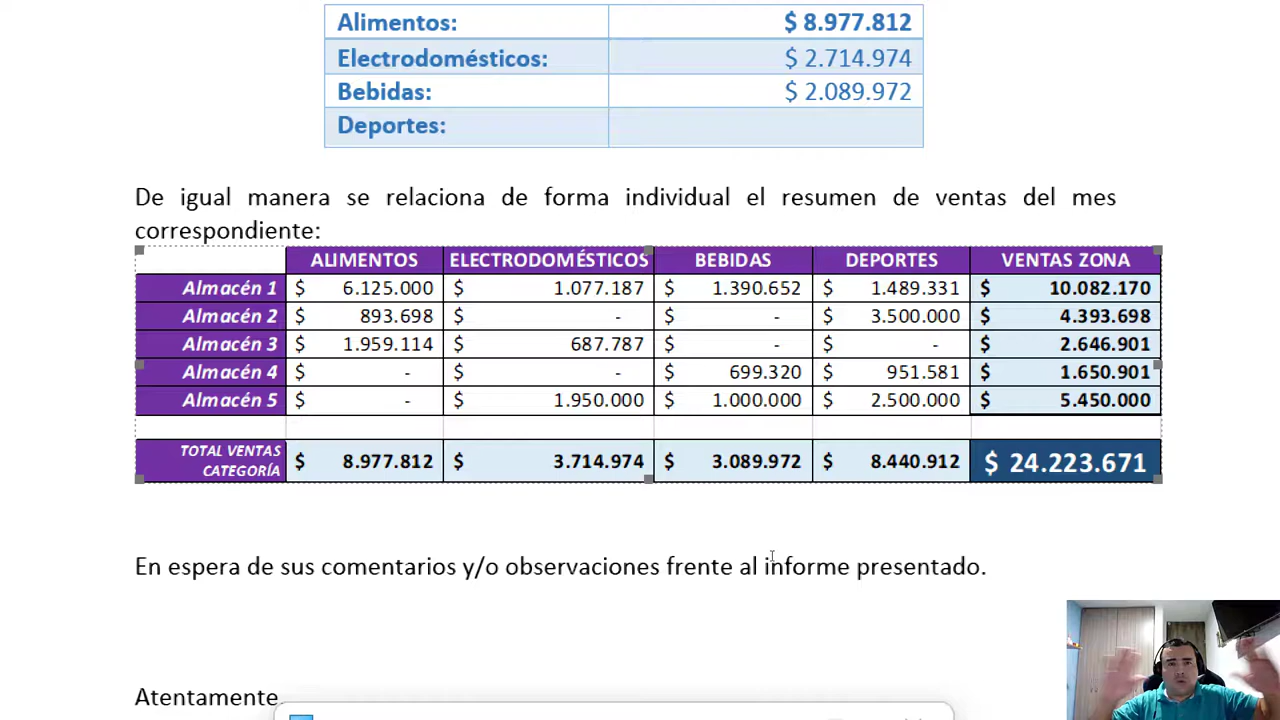 Alimentos: $ 8.977.812
Electrodomésticos: $ 2.714.974
Bebidas: $ 2.089.972
Deportes:
De igual manera se relaciona de forma individual el resumen de ventas del mes
correspondiente:
ALIMENTOS ELECTRODOMÉSTICOS BEBIDAS DEPORTES VENTAS ZONA
Almacén 1 $ 6.125.000 $ 1.077.187 $ 1.390.652 $ 1.489.331 $ 10.082.170
Almacén 2 $ 893.698 $ - $ - $ 3.500.000 $ 4.393.698
Almacén 3 $ 1.959.114 $ 687.787 $ - $ - $ 2.646.901
Almacén 4 $ - $ - $ 699.320 $ 951.581 $ 1.650.901
Almacén 5 $ - $ 1.950.000 $ 1.000.000 $ 2.500.000 $ 5.450.000
TOTAL VENTAS
CATEGORÍA $ 8.977.812 $ 3.714.974 $ 3.089.972 $ 8.440.912 $ 24.223.671
En espera de sus comentarios y/o observaciones frente al informe presentado.
Atentamente,